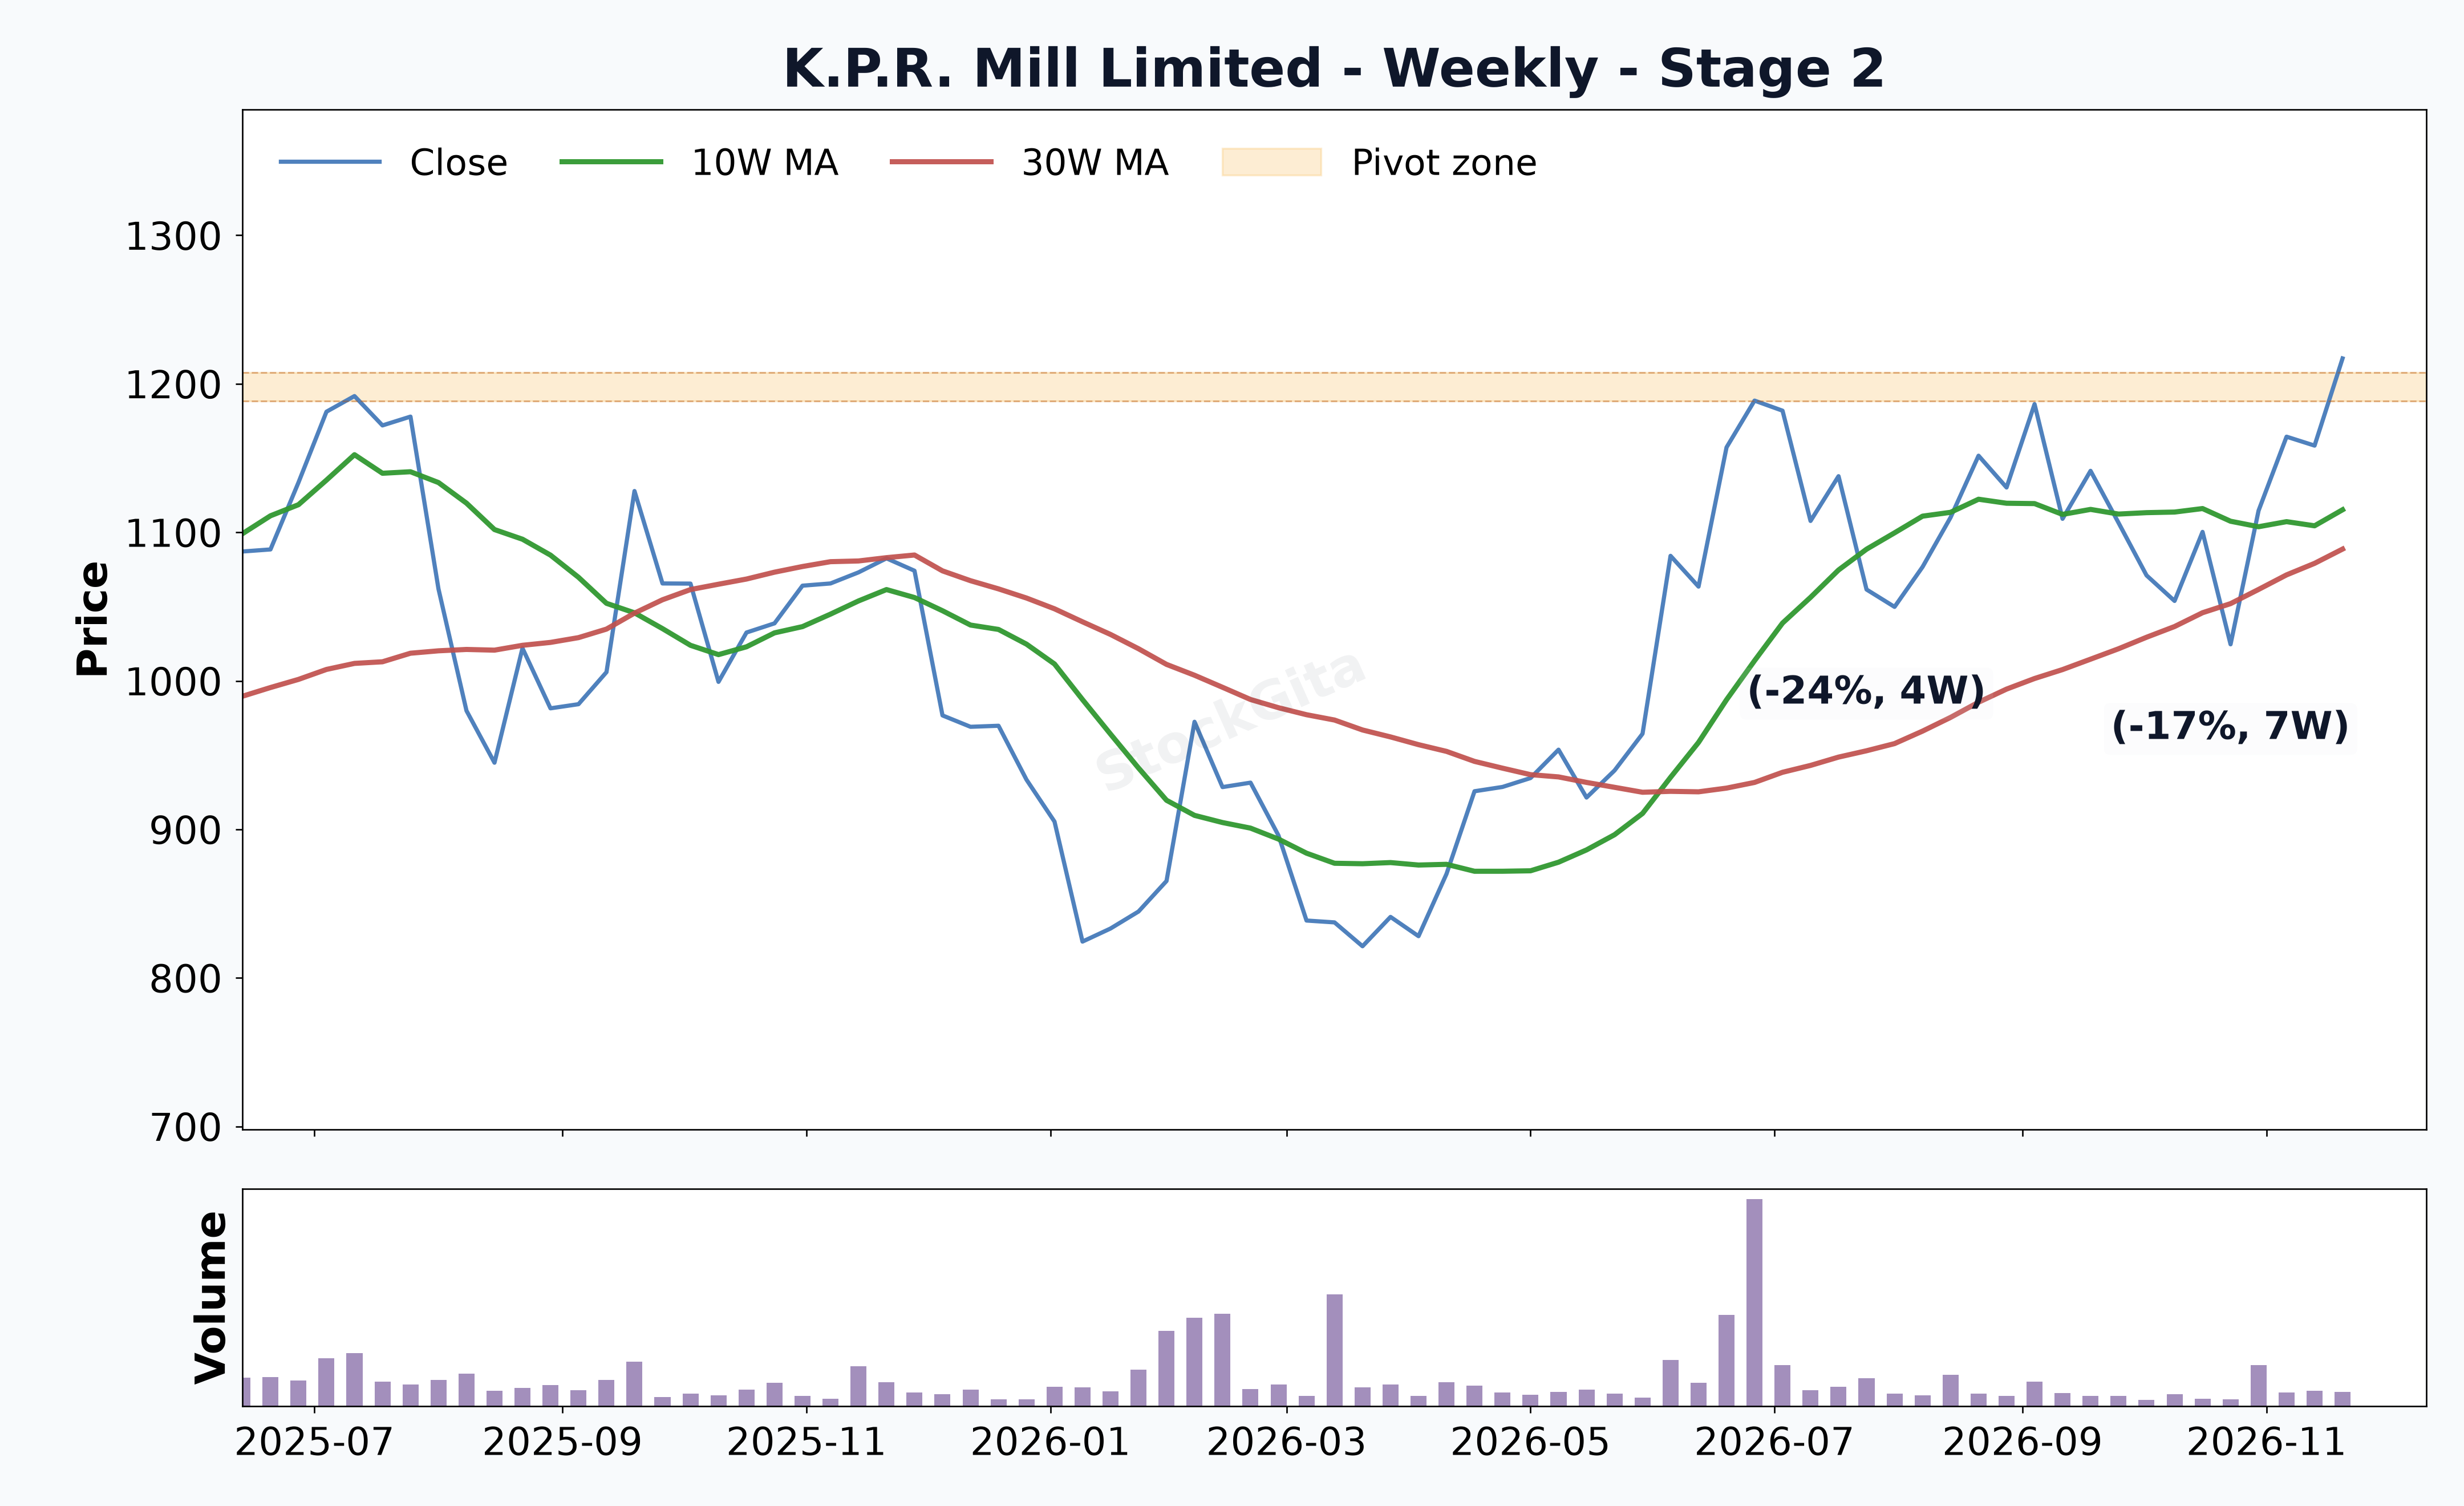 K.P.R. Mill Limited - Weekly - Stage 2
Close 10W MA 30W MA Pivot zone
1300
1200
1100
1000
900
800
700
Price
StockGita
(-24%, 4W)
(-17%, 7W)
Volume
2025-07 2025-09 2025-11 2026-01 2026-03 2026-05 2026-07 2026-09 2026-11